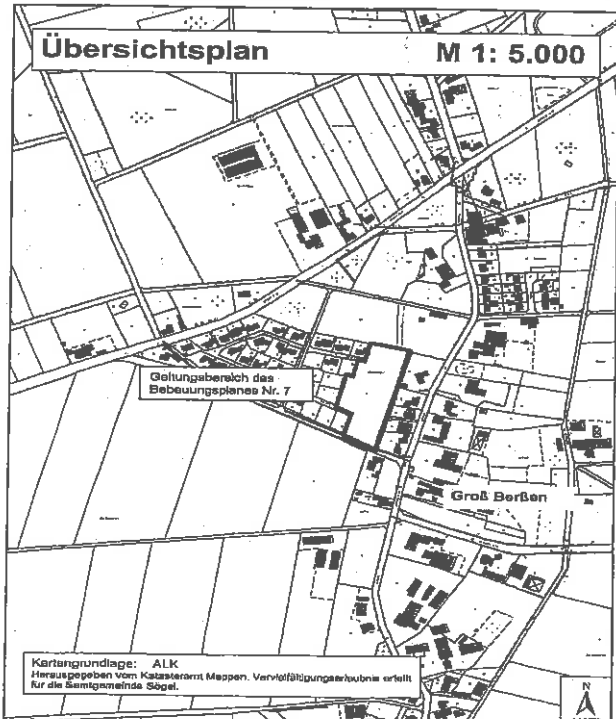 Übersichtsplan M 1: 5.000
Geltungsbereich des
Bebauungsplanes Nr. 7
Groß Berßen
Kartengrundlage: ALK
Herausgegeben vom Katasteramt Meppen. Vervielfältigungserlaubnis erteilt
für die Samtgemeinde Sögel.
N